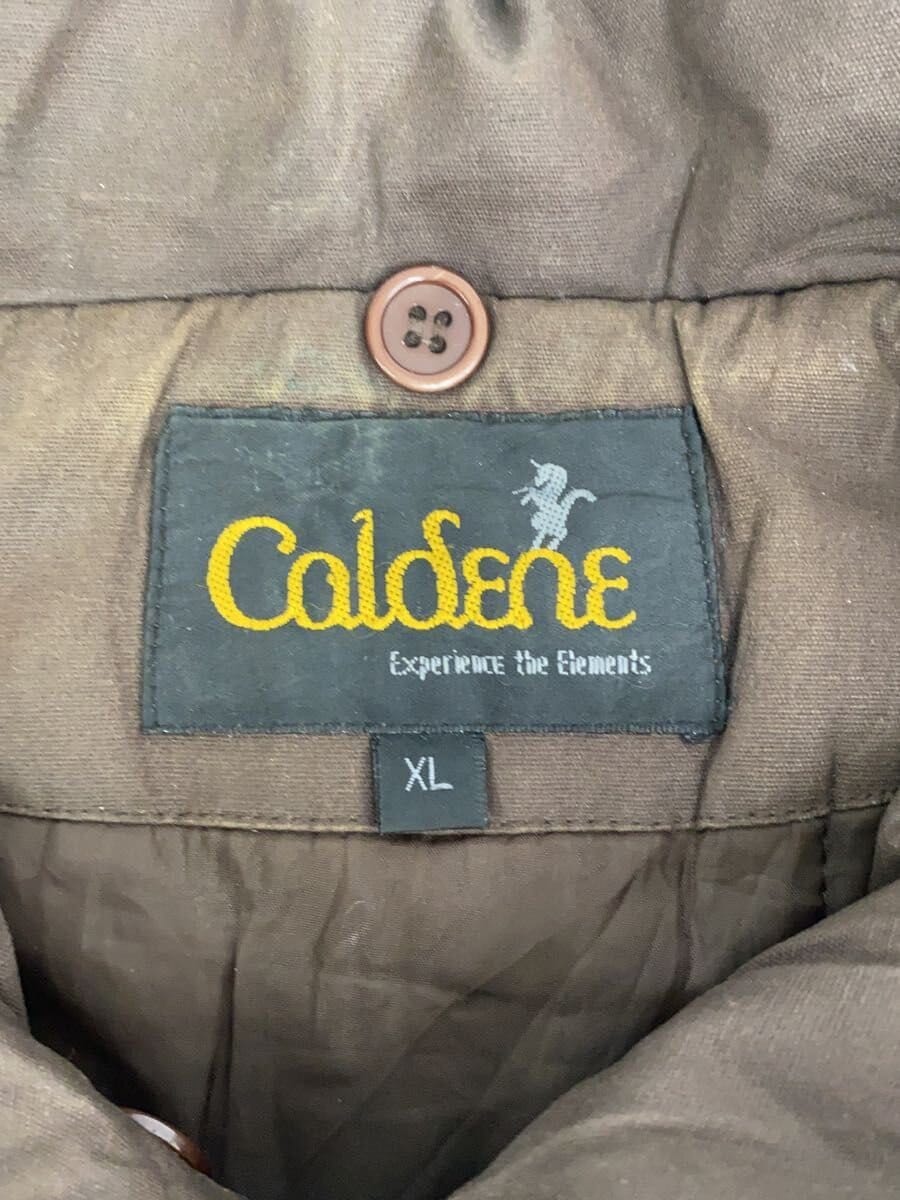 Caldene
Experience the Elements
XL